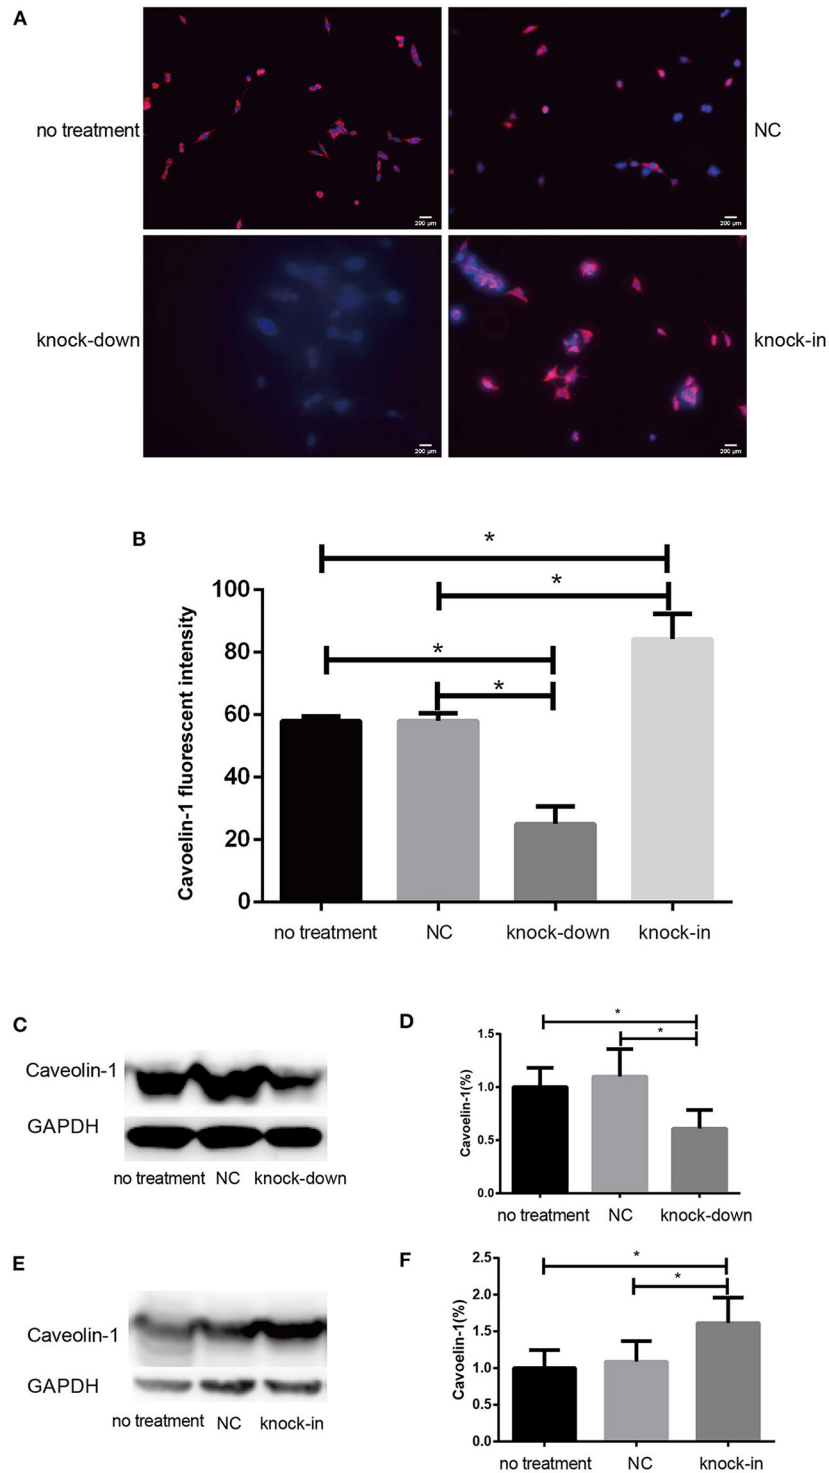 A
no treatment
NC
200 µm
200 µm
knock-down
knock-in
200 µm
200 µm
B
Cavoelin-1 fluorescent intensity
100
80
60
40
20
0
*
*
*
*
no treatment NC knock-down knock-in
C
Caveolin-1
GAPDH
no treatment NC knock-down
D
Cavoelin-1(%)
1.5
1.0
0.5
0.0
*
*
no treatment NC knock-down
E
Caveolin-1
GAPDH
no treatment NC knock-in
F
Cavoelin-1(%)
2.5
2.0
1.5
1.0
0.5
0.0
*
*
no treatment NC knock-in